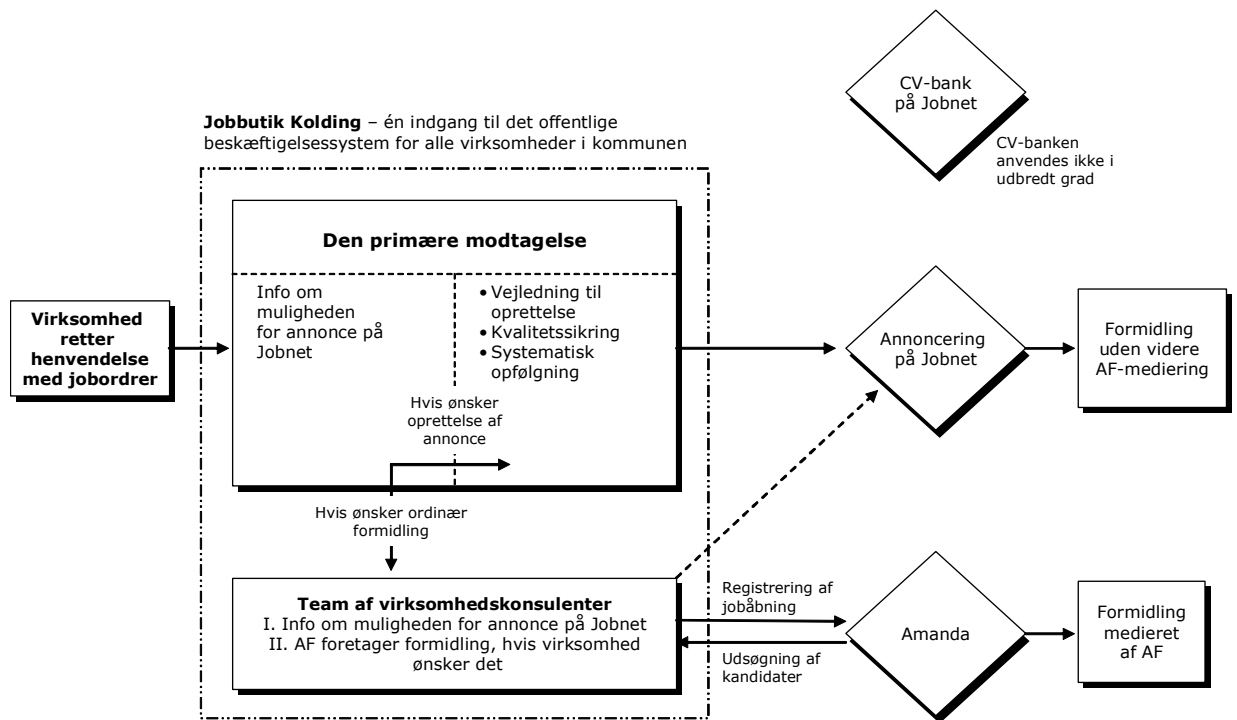 CV-bank
på Jobnet
CV-banken
anvendes ikke i
udbredt grad
Jobbutik Kolding – én indgang til det offentlige
beskæftigelsessystem for alle virksomheder i kommunen
Den primære modtagelse
Virksomhed
retter
henvendelse
med jobordrer
Info om
muligheden
for annonce på
Jobnet
• Vejledning til
oprettelse
• Kvalitetssikring
• Systematisk
opfølgning
Hvis ønsker
oprettelse af
annonce
Annoncering
på Jobnet
Formidling
uden videre
AF-mediering
Hvis ønsker ordinær
formidling
Team af virksomhedskonsulenter
I. Info om muligheden for annonce på Jobnet
II. AF foretager formidling, hvis virksomhed
ønsker det
Registrering af
jobåbning
Udsøgning af
kandidater
Amanda
Formidling
medieret
af AF